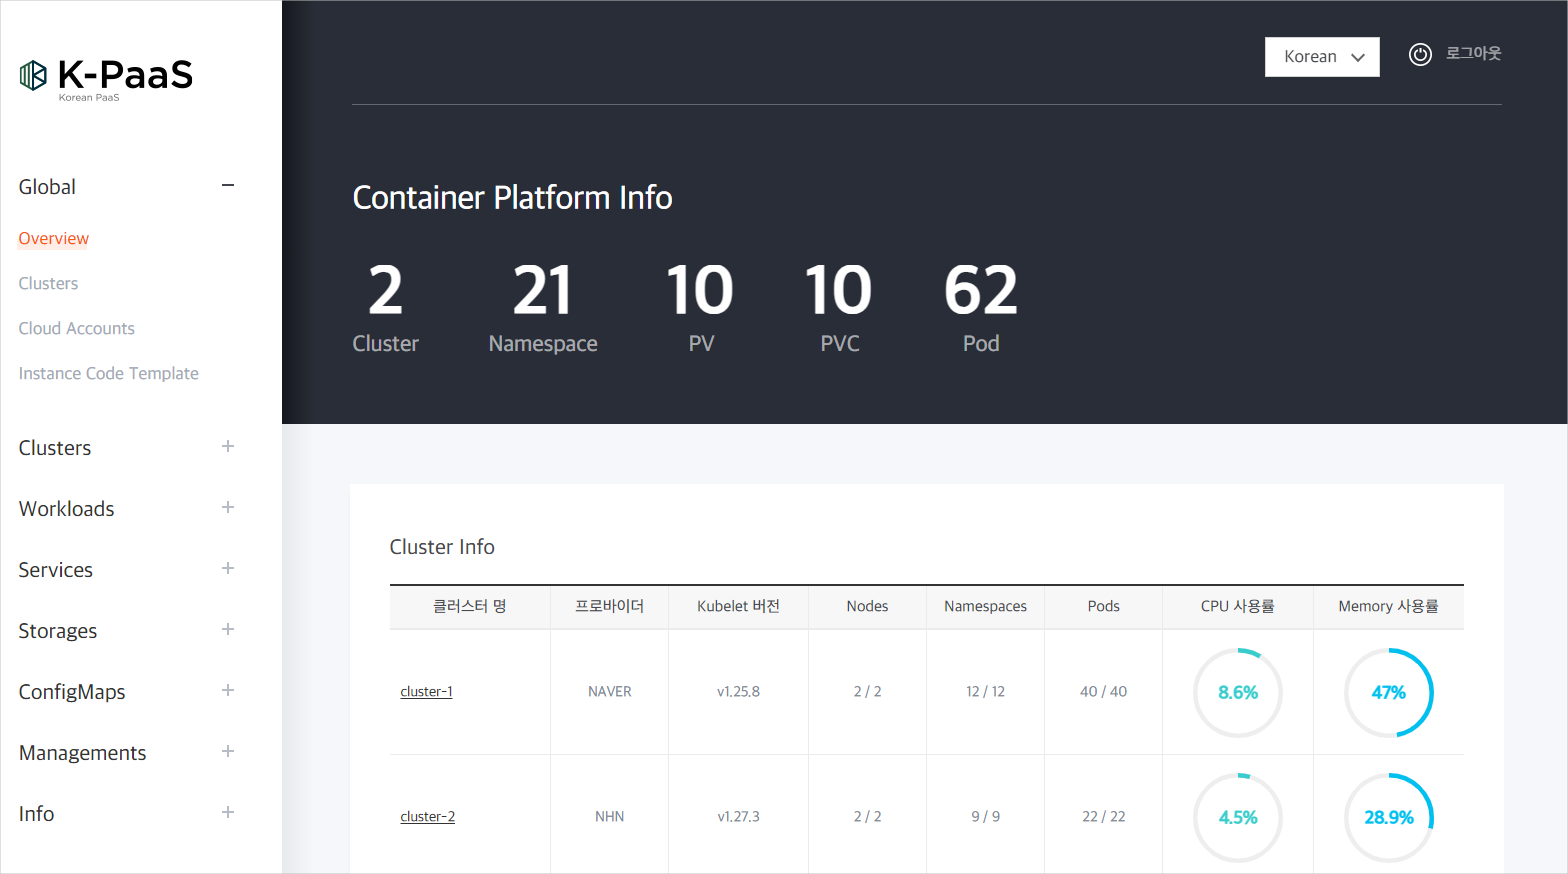 K-PaaS
Korean PaaS
Global
Overview
Clusters
Cloud Accounts
Instance Code Template
Clusters
Workloads
Services
Storages
ConfigMaps
Managements
Info
Korean
로그아웃
Container Platform Info
2 21 10 10 62
Cluster Namespace PV PVC Pod
Cluster Info
클러스터 명 프로바이더 Kubelet 버전 Nodes Namespaces Pods CPU 사용률 Memory 사용률
cluster-1 NAVER v1.25.8 2 / 2 12 / 12 40 / 40 8.6% 47%
cluster-2 NHN v1.27.3 2 / 2 9 / 9 22 / 22 4.5% 28.9%